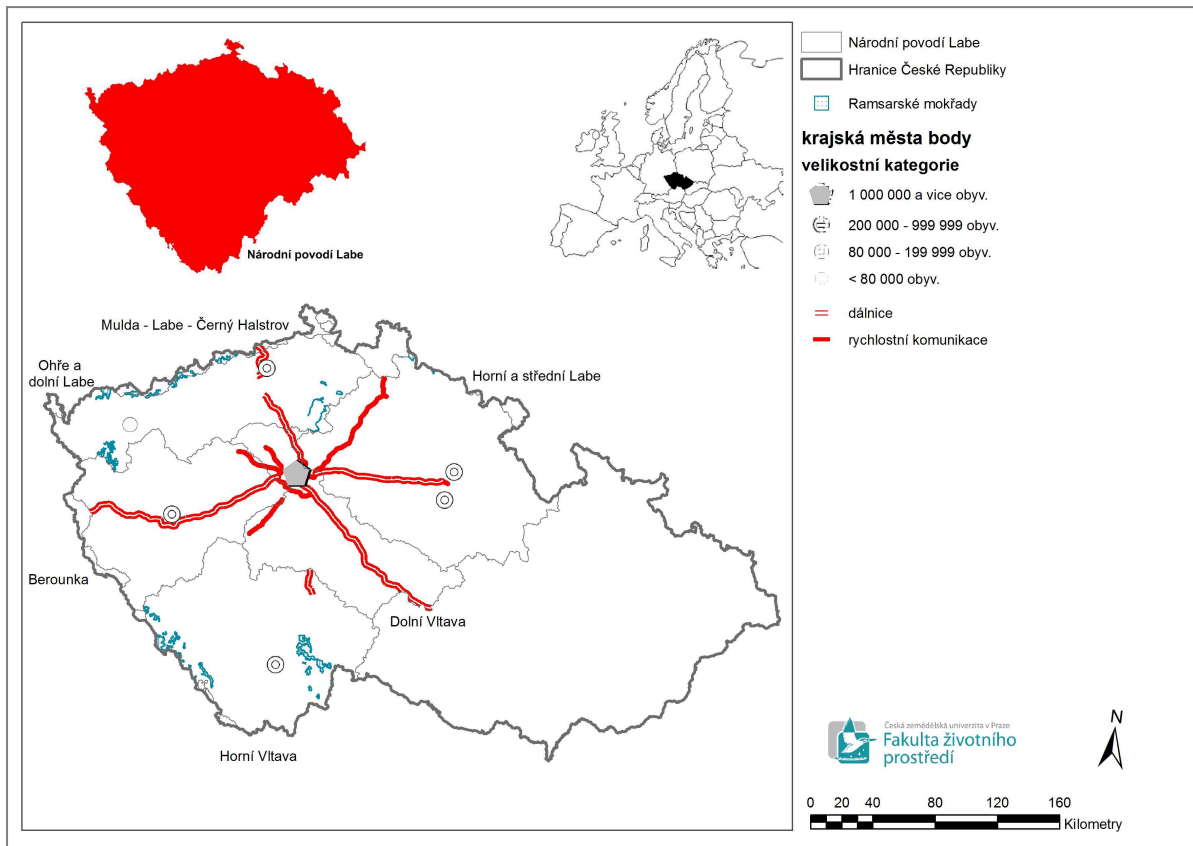 Národní povodí Labe
Mulda - Labe - Černý Halstrov
Ohře a
dolní Labe
Horní a střední Labe
Berounka
Dolní Vltava
Horní Vltava
Národní povodí Labe
Hranice České Republiky
Ramsarské mokřady
krajská města body
velikostní kategorie
1 000 000 a vice obyv.
200 000 - 999 999 obyv.
80 000 - 199 999 obyv.
< 80 000 obyv.
dálnice
rychlostní komunikace
Česká zemědělská univerzita v Praze
Fakulta životního
prostředí
N
0 20 40 80 120 160
Kilometry